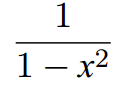 1
1 − x²